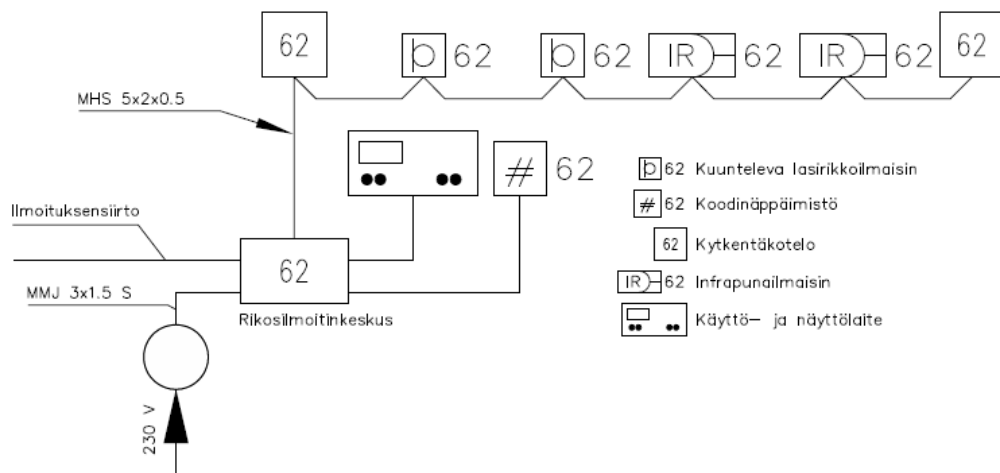 62
62
62
IR 62
IR 62
62
MHS 5x2x0.5
# 62
Ilmoituksensiirto
62
MMJ 3x1.5 S
Rikosilmoitinkeskus
230 V
62 Kuunteleva lasirikkoilmaisin
# 62 Koodinäppäimistö
62 Kytkentäkotelo
IR 62 Infrapunailmaisin
Käyttö- ja näyttölaite